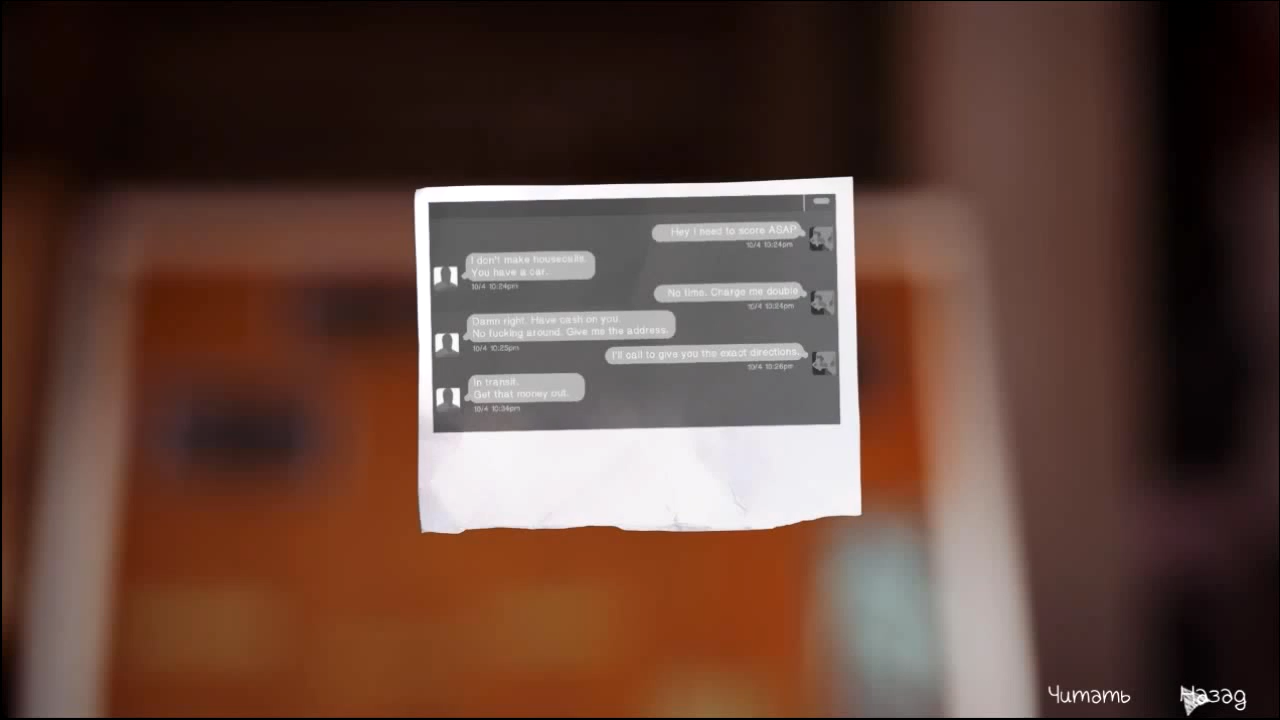 Hey I need to score ASAP
10/4 10:24pm
I don't make housecalls.
You have a car.
10/4 10:24pm
No time. Charge me double
10/4 10:24pm
Damn right. Have cash on you.
No fucking around. Give me the address.
10/4 10:25pm
I'll call to give you the exact directions.
10/4 10:26pm
In transit.
Get that money out.
10/4 10:34pm
Читать Назад